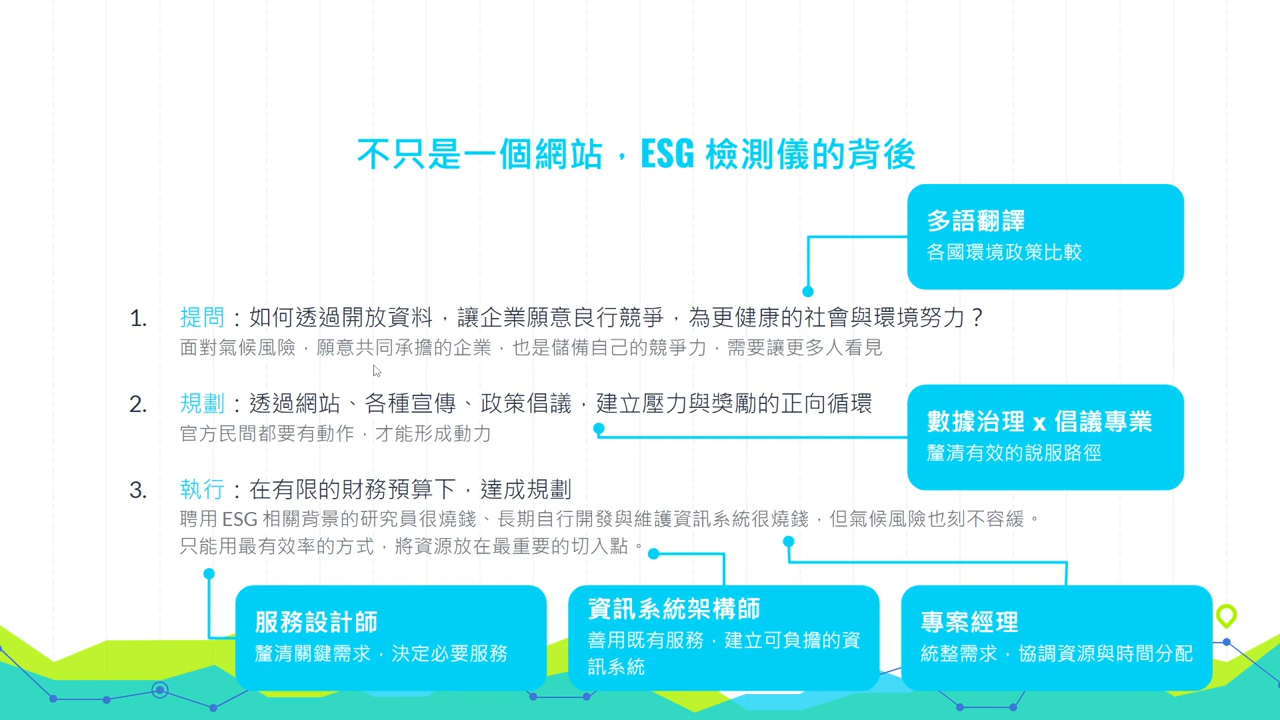 不只是一個網站，ESG 檢測儀的背後
多語翻譯
各國環境政策比較
1. 提問：如何透過開放資料，讓企業願意良行競爭，為更健康的社會與環境努力？
面對氣候風險，願意共同承擔的企業，也是儲備自己的競爭力，需要讓更多人看見
2. 規劃：透過網站、各種宣傳、政策倡議，建立壓力與獎勵的正向循環
官方民間都要有動作，才能形成動力
數據治理 x 倡議專業
釐清有效的說服路徑
3. 執行：在有限的財務預算下，達成規劃
聘用 ESG 相關背景的研究員很燒錢、長期自行開發與維護資訊系統很燒錢，但氣候風險也刻不容緩。
只能用最有效率的方式，將資源放在最重要的切入點。
服務設計師
釐清關鍵需求，決定必要服務
資訊系統架構師
善用既有服務，建立可負擔的資
訊系統
專案經理
統整需求，協調資源與時間分配